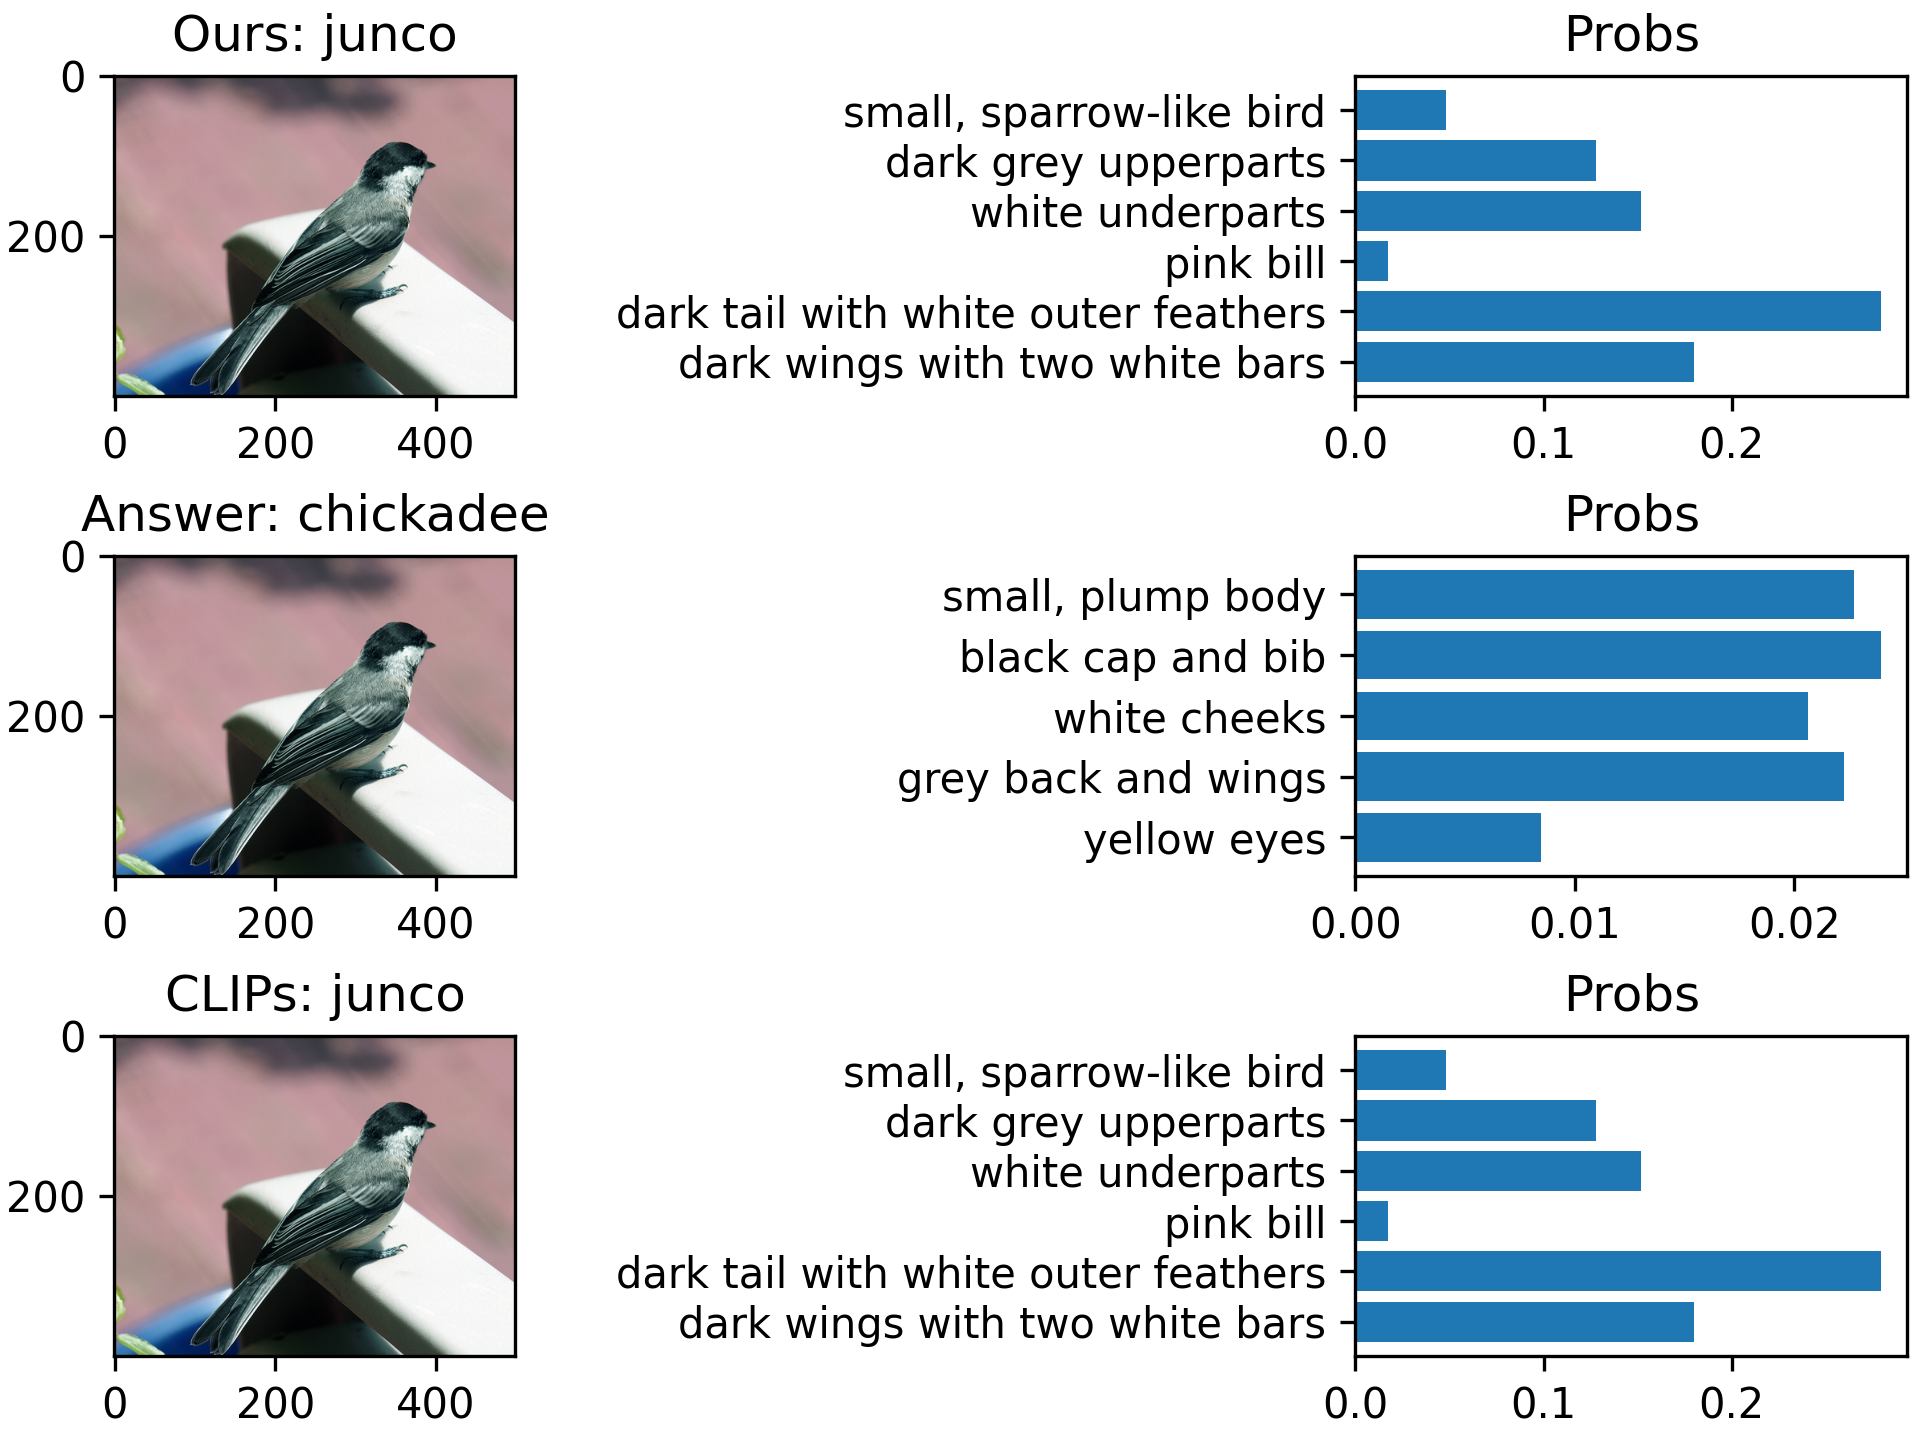 Ours: junco
Probs
0
200
0
200
400
small, sparrow-like bird
dark grey upperparts
white underparts
pink bill
dark tail with white outer feathers
dark wings with two white bars
0.0
0.1
0.2
Answer: chickadee
Probs
0
200
0
200
400
small, plump body
black cap and bib
white cheeks
grey back and wings
yellow eyes
0.00
0.01
0.02
CLIPs: junco
Probs
0
200
0
200
400
small, sparrow-like bird
dark grey upperparts
white underparts
pink bill
dark tail with white outer feathers
dark wings with two white bars
0.0
0.1
0.2